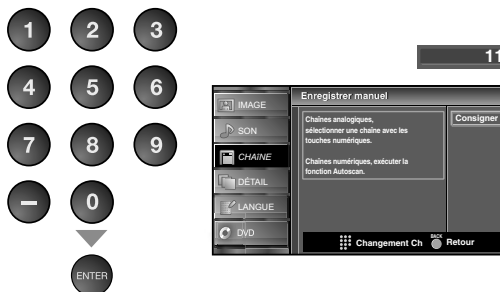 1 2 3
4 5 6
7 8 9
– 0
ENTER
11
IMAGE
SON
CHAîNE
DÉTAIL
LANGUE
DVD
Enregistrer manuel
Chaînes analogiques,
sélectionner une chaîne avec les
touches numériques.
Chaînes numériques, exécuter la
fonction Autoscan.
Consigner
Changement Ch BACK Retour